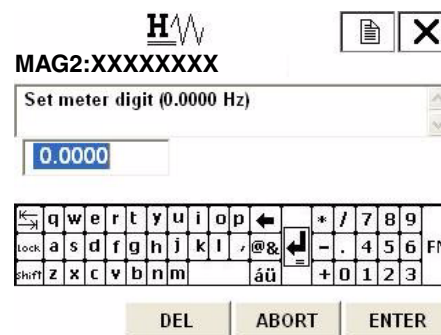 H
MAG2:XXXXXXXX
Set meter digit (0.0000 Hz)
0.0000
q w e r t y u i o p * / 7 8 9
Lock a s d f g h j k l , @& - . 4 5 6 FN
shift z x c v b n m áü + 0 1 2 3
DEL ABORT ENTER